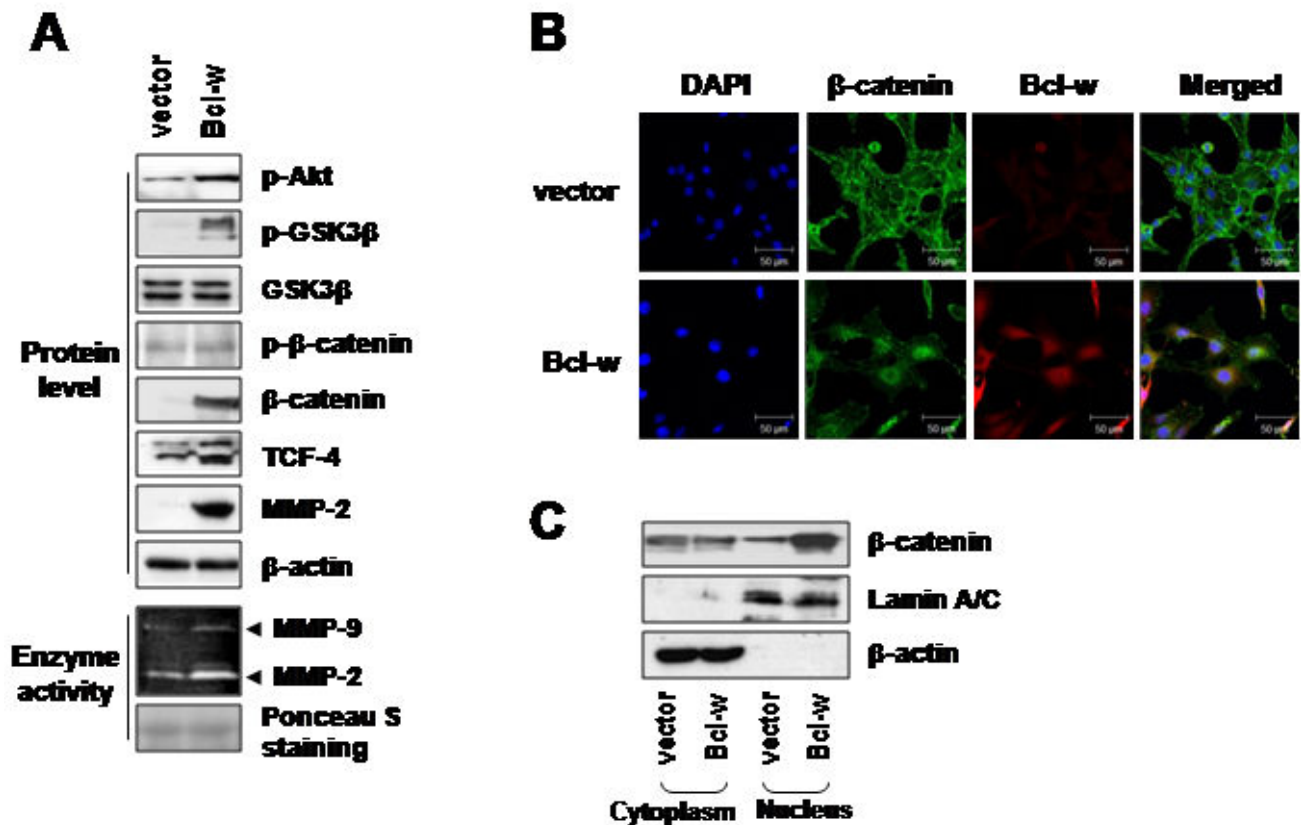 A
vector
Bcl-w
p-Akt
p-GSK3β
GSK3β
p-β-catenin
β-catenin
TCF-4
MMP-2
β-actin
Protein
level
MMP-9
MMP-2
Enzyme
activity
Ponceau S
staining
B
DAPI
β-catenin
Bcl-w
Merged
vector
50 µm
50 µm
50 µm
50 µm
Bcl-w
50 µm
50 µm
50 µm
50 µm
C
β-catenin
Lamin A/C
β-actin
vector
Bcl-w
vector
Bcl-w
Cytoplasm
Nucleus